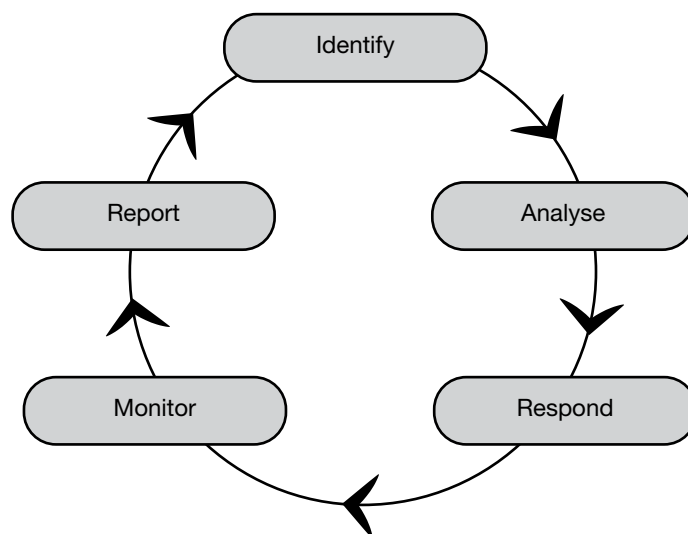 Identify
Analyse
Respond
Monitor
Report